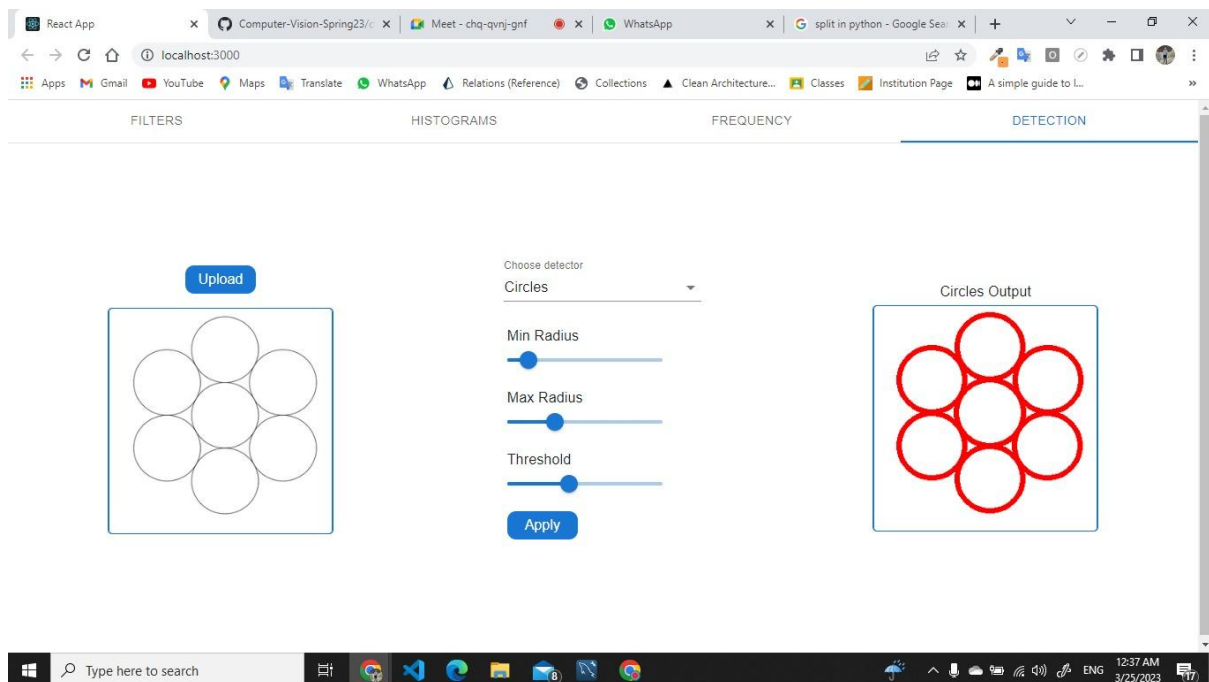 React App
Computer-Vision-Spring23/c
Meet - chq-qvnj-gnf
WhatsApp
split in python - Google Sear
localhost:3000
Apps Gmail YouTube Maps Translate WhatsApp Relations (Reference) Collections Clean Architecture... Classes Institution Page A simple guide to I...
FILTERS HISTOGRAMS FREQUENCY DETECTION
Upload
Choose detector
Circles
Min Radius
Max Radius
Threshold
Apply
Circles Output
Type here to search
8
ENG
12:37 AM
3/25/2023
17